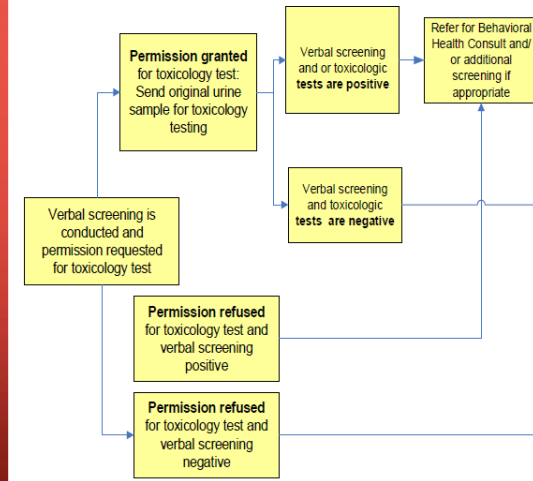 Permission granted
for toxicology test:
Send original urine
sample for toxicology
testing
Verbal screening
and or toxicologic
tests are positive
Refer for Behavioral
Health Consult and/
or additional
screening if
appropriate
Verbal screening
and toxicologic
tests are negative
Verbal screening is
conducted and
permission requested
for toxicology test
Permission refused
for toxicology test and
verbal screening
positive
Permission refused
for toxicology test and
verbal screening
negative